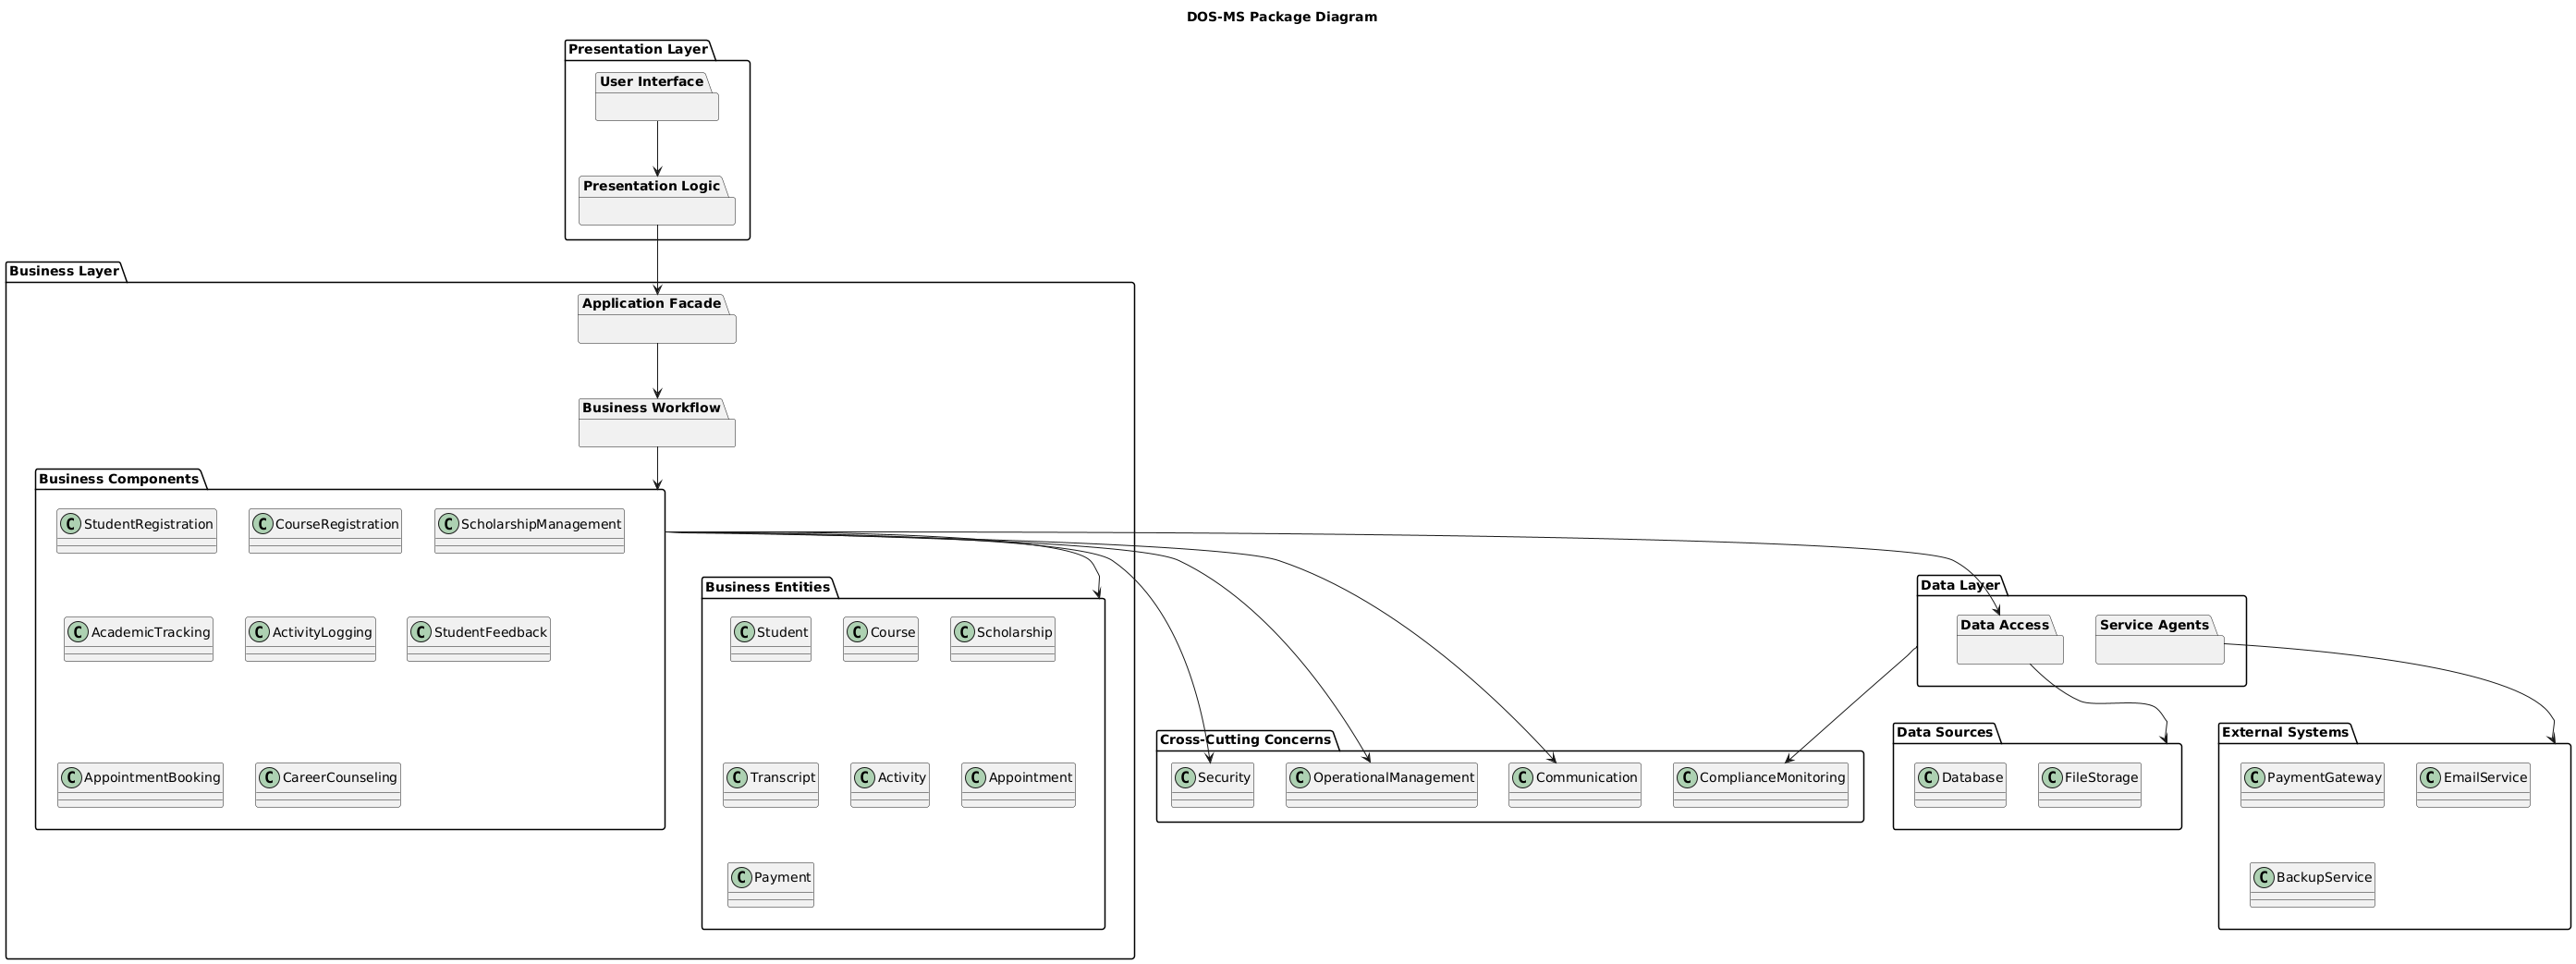 DOS-MS Package Diagram
Presentation Layer
User Interface
Presentation Logic
Business Layer
Application Facade
Business Workflow
Business Components
C StudentRegistration
C CourseRegistration
C ScholarshipManagement
C AcademicTracking
C ActivityLogging
C StudentFeedback
C AppointmentBooking
C CareerCounseling
Business Entities
C Student
C Course
C Scholarship
C Transcript
C Activity
C Appointment
C Payment
Cross-Cutting Concerns
C Security
C OperationalManagement
C Communication
C ComplianceMonitoring
Data Layer
Data Access
Service Agents
Data Sources
C Database
C FileStorage
External Systems
C PaymentGateway
C EmailService
C BackupService